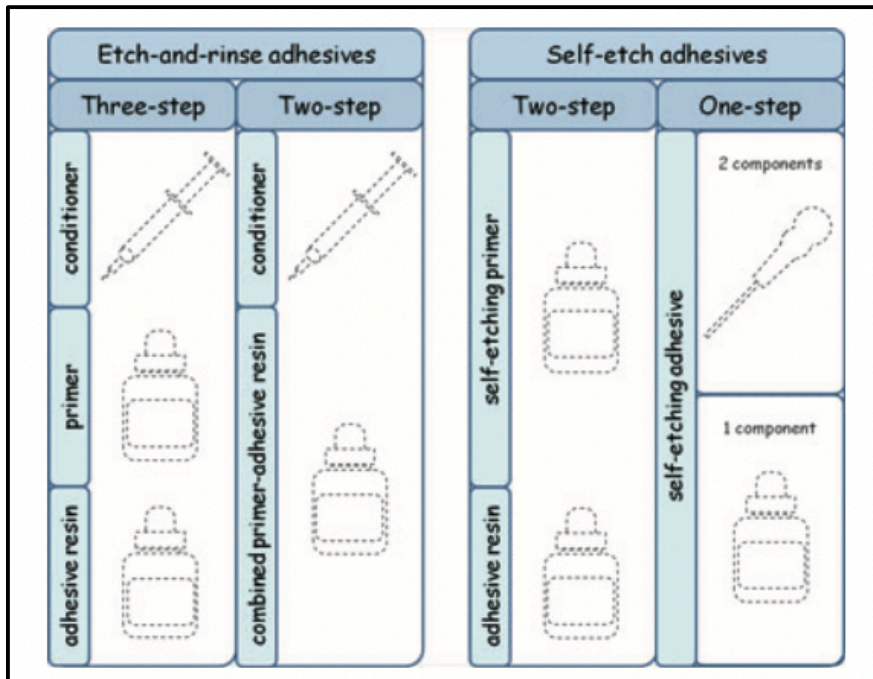 Etch-and-rinse adhesives
Three-step
Two-step
conditioner
primer
adhesive resin
conditioner
combined primer-adhesive resin
Self-etch adhesives
Two-step
One-step
self-etching primer
adhesive resin
self-etching adhesive
2 components
1 component